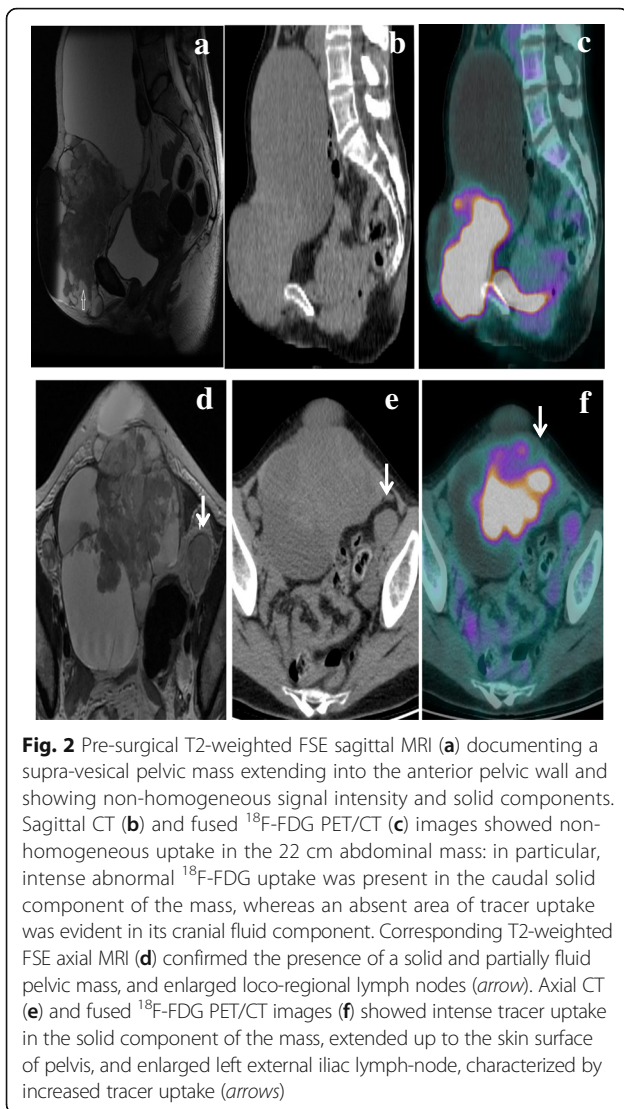 a
b
c
d
e
f
Fig. 2 Pre-surgical T2-weighted FSE sagittal MRI (a) documenting a
supra-vesical pelvic mass extending into the anterior pelvic wall and
showing non-homogeneous signal intensity and solid components.
Sagittal CT (b) and fused ¹⁸F-FDG PET/CT (c) images showed non-
homogeneous uptake in the 22 cm abdominal mass: in particular,
intense abnormal ¹⁸F-FDG uptake was present in the caudal solid
component of the mass, whereas an absent area of tracer uptake
was evident in its cranial fluid component. Corresponding T2-weighted
FSE axial MRI (d) confirmed the presence of a solid and partially fluid
pelvic mass, and enlarged loco-regional lymph nodes (arrow). Axial CT
(e) and fused ¹⁸F-FDG PET/CT images (f) showed intense tracer uptake
in the solid component of the mass, extended up to the skin surface
of pelvis, and enlarged left external iliac lymph-node, characterized by
increased tracer uptake (arrows)